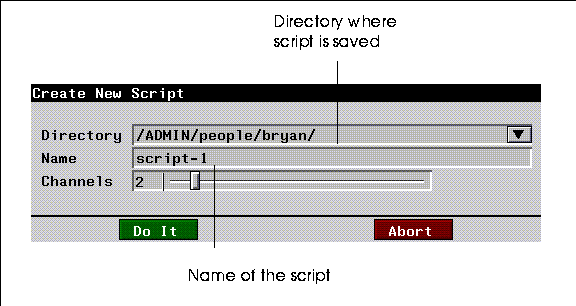 Directory where
script is saved
Create New Script
Directory /ADMIN/people/bryan/
Name script-1
Channels 2
Do It Abort
Name of the script